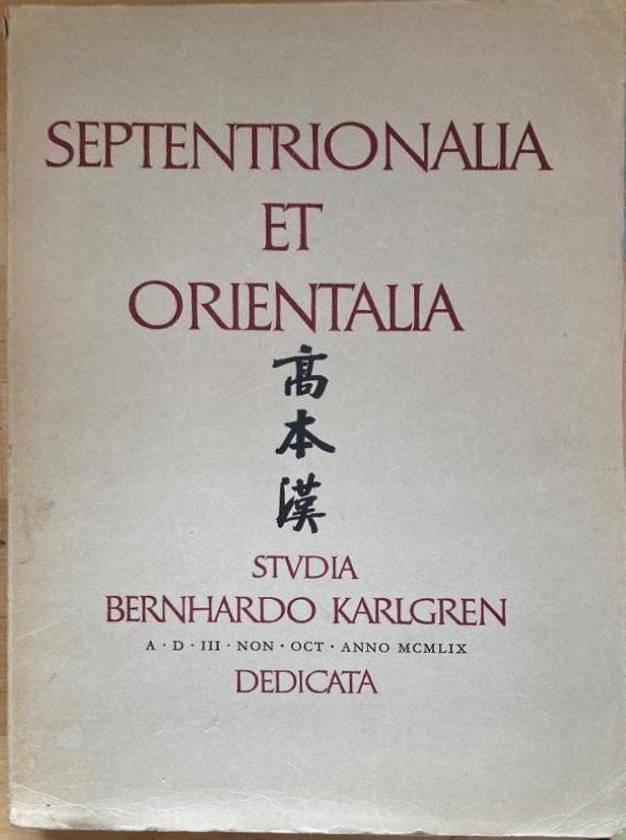 SEPTENTRIONALIA
ET
ORIENTALIA
高
本
漢
STVDIA
BERNHARDO KARLGREN
A · D · III · NON · OCT · ANNO MCMLIX
DEDICATA